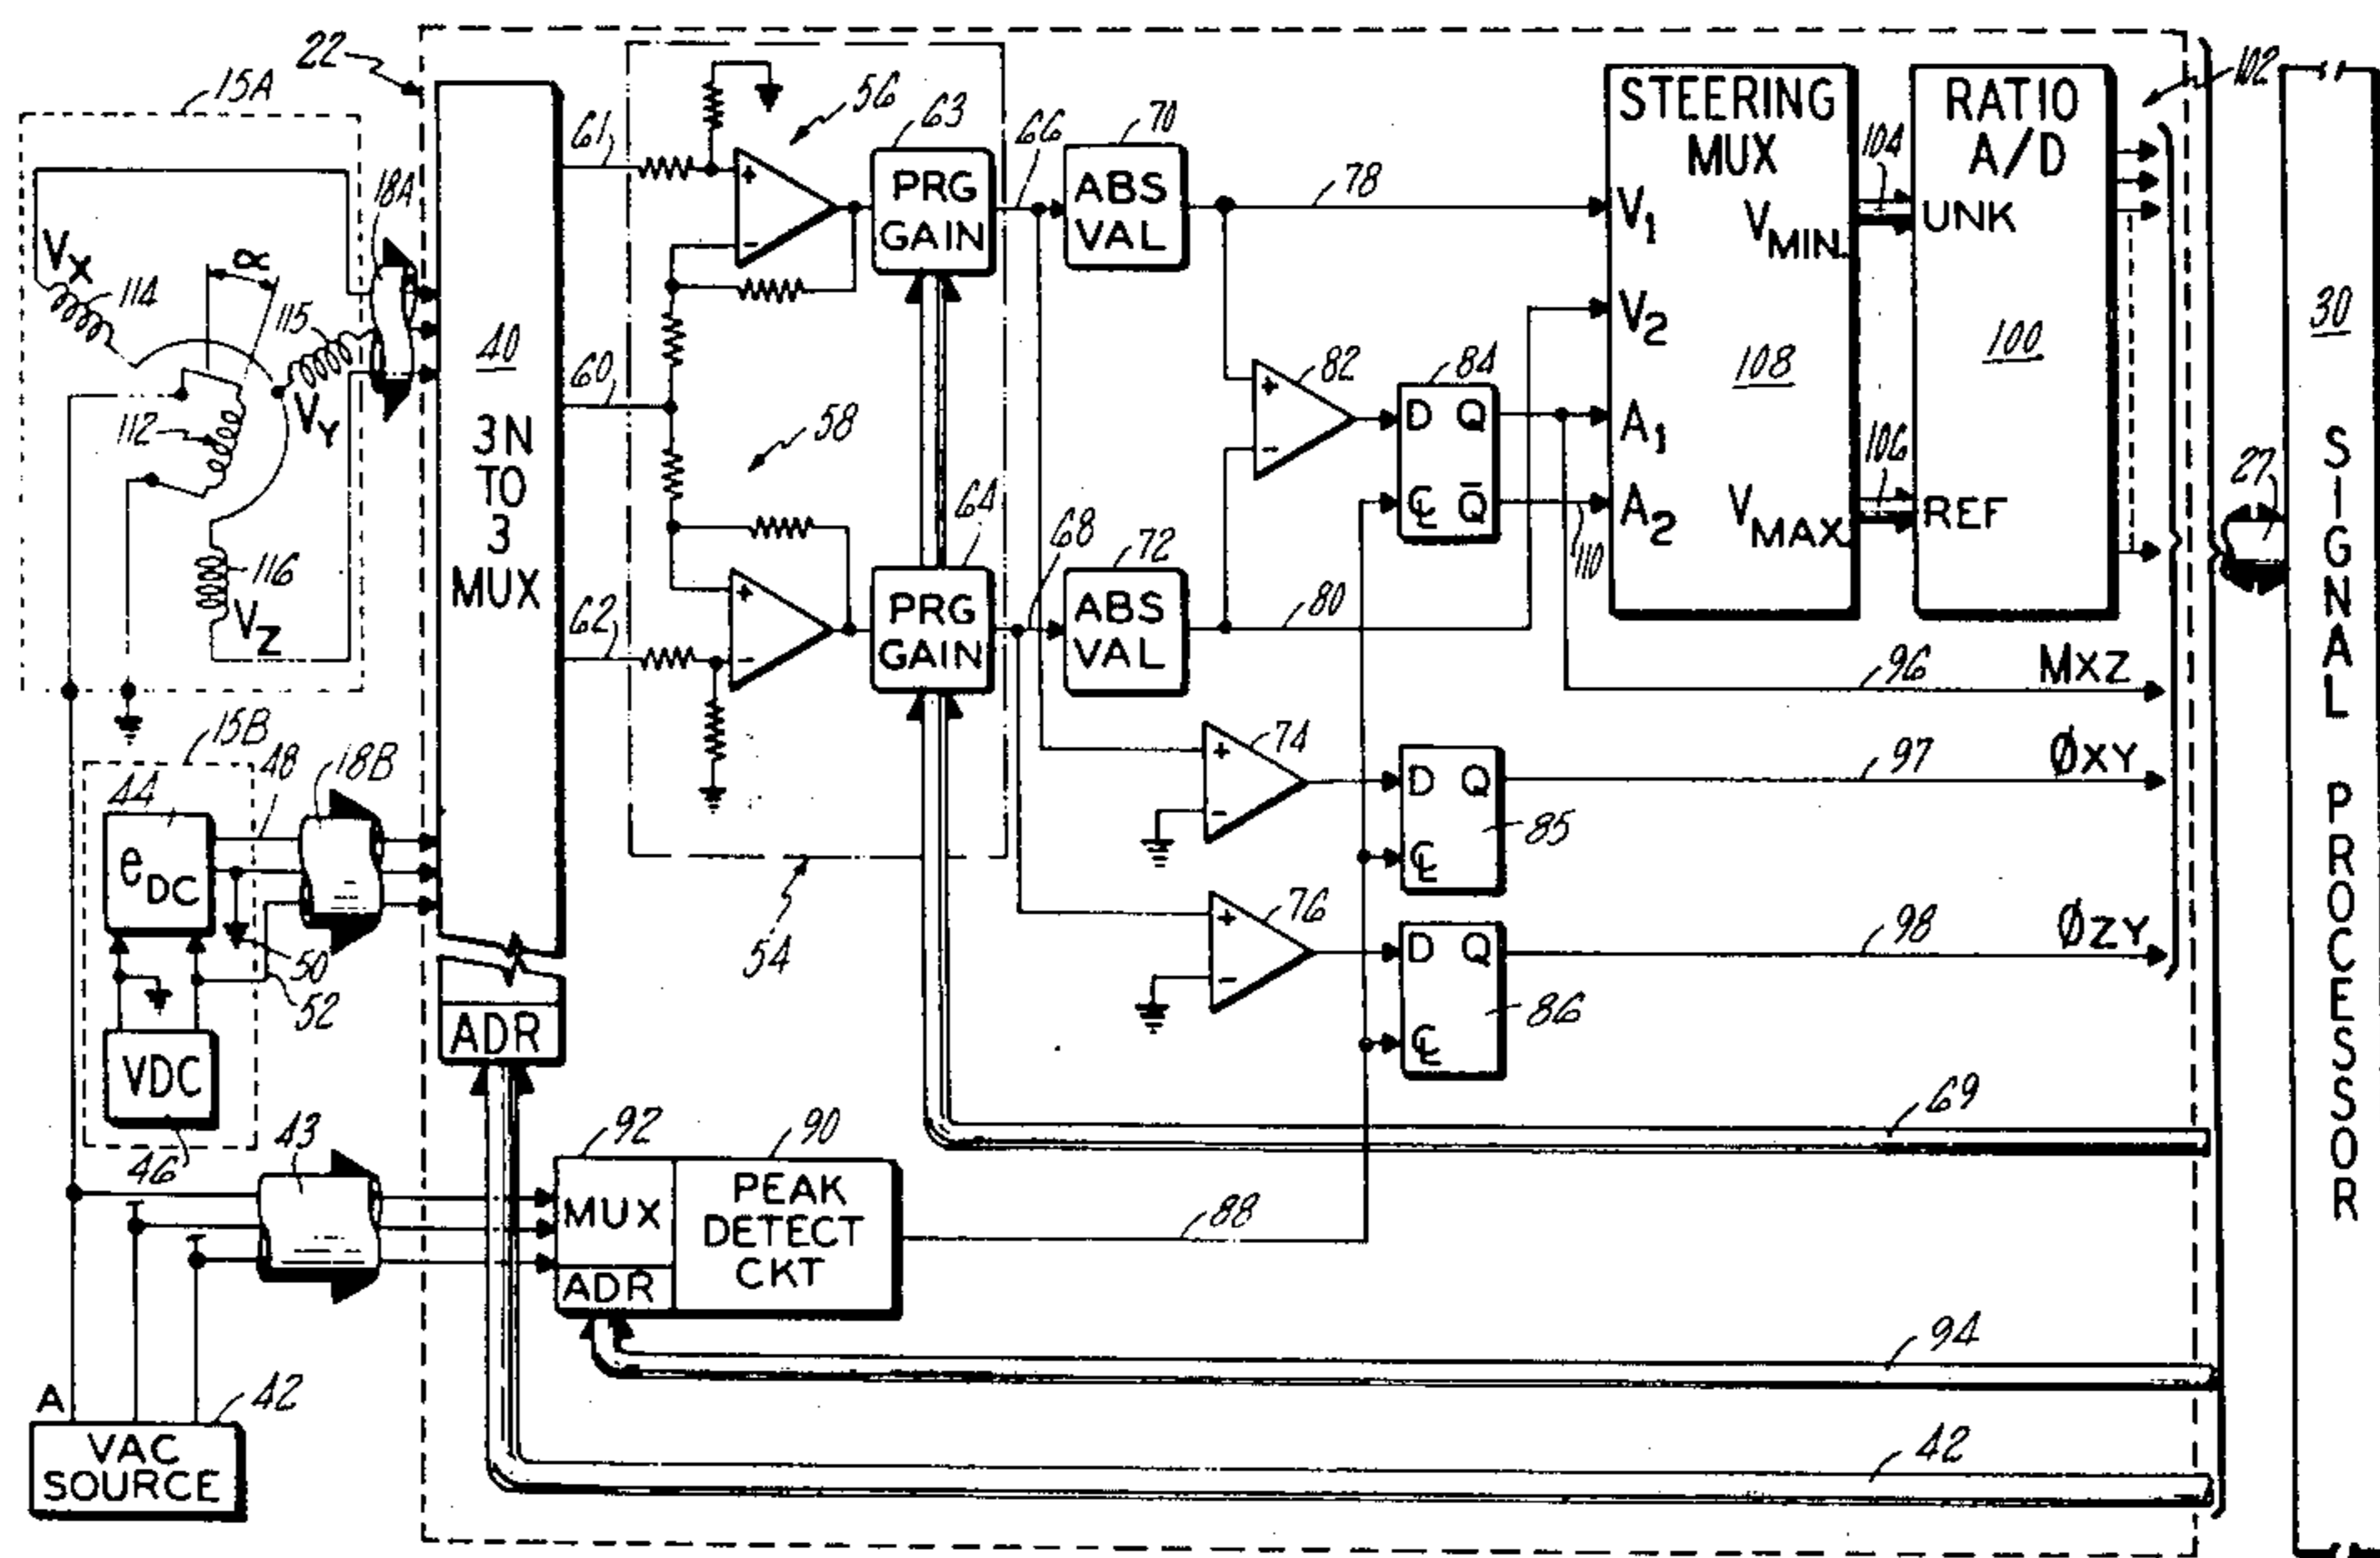 22
15A
18A
VX
114
α
115
VY
112
116
VZ
40
3N
TO
3
MUX
61
60
62
56
+
-
58
+
-
63
PRG
GAIN
64
PRG
GAIN
54
66
68
70
ABS
VAL
72
ABS
VAL
78
80
82
+
-
84
D Q
CL Q̄
110
STEERING
MUX
V1
V2
108
A1
A2
VMIN.
VMAX.
104
106
RATIO
A/D
UNK
100
REF
102
96
MXZ
74
+
-
D Q
CL
85
97
ØXY
76
+
-
D Q
CL
86
98
ØZY
27
30
SIGNAL
PROCESSOR
15B
44
eDC
48
18B
50
52
VDC
46
ADR
43
92
MUX
ADR
90
PEAK
DETECT
CKT
88
69
94
42
A
42
VAC
SOURCE